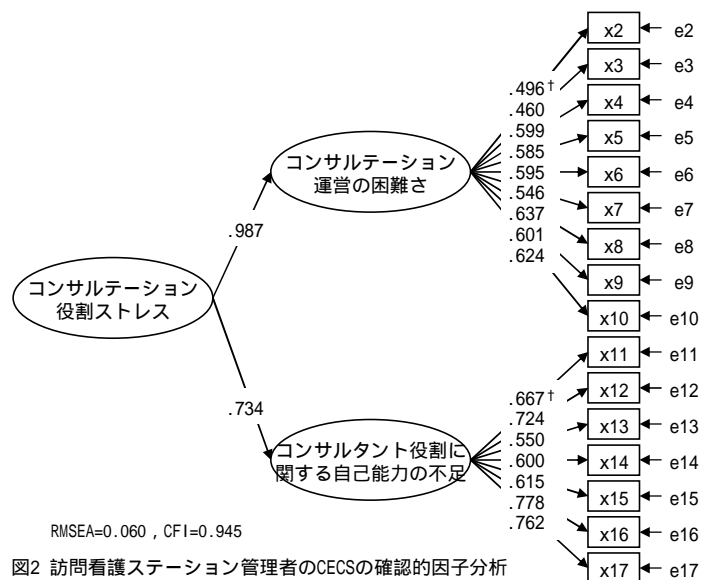 x2 e2
x3 e3
x4 e4
x5 e5
x6 e6
x7 e7
x8 e8
x9 e9
x10 e10
.496†
.460
.599
.585
.595
.546
.637
.601
.624
コンサルテーション
運営の困難さ
.987
コンサルテーション
役割ストレス
.734
コンサルタント役割に
関する自己能力の不足
.667†
.724
.550
.600
.615
.778
.762
x11 e11
x12 e12
x13 e13
x14 e14
x15 e15
x16 e16
x17 e17
RMSEA=0.060 , CFI=0.945
図2 訪問看護ステーション管理者のCECSの確認的因子分析